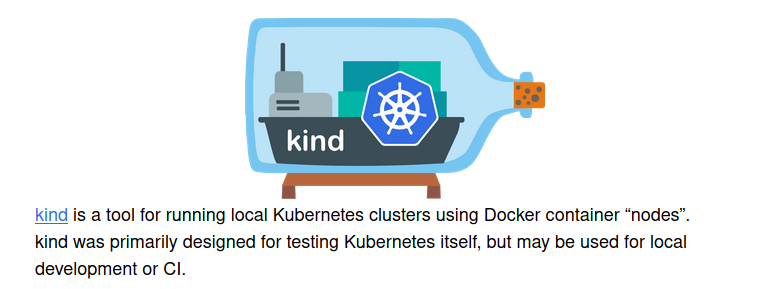 kind
kind is a tool for running local Kubernetes clusters using Docker container “nodes”.
kind was primarily designed for testing Kubernetes itself, but may be used for local
development or CI.